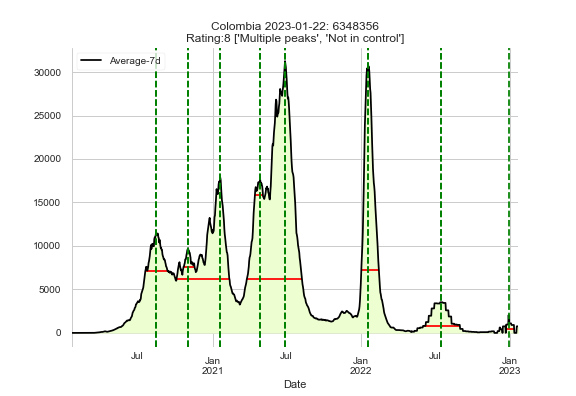 Colombia 2023-01-22: 6348356
Rating:8 ['Multiple peaks', 'Not in control']
Average-7d
30000
25000
20000
15000
10000
5000
0
Jul
Jan
2021
Jul
Jan
2022
Jul
Jan
2023
Date